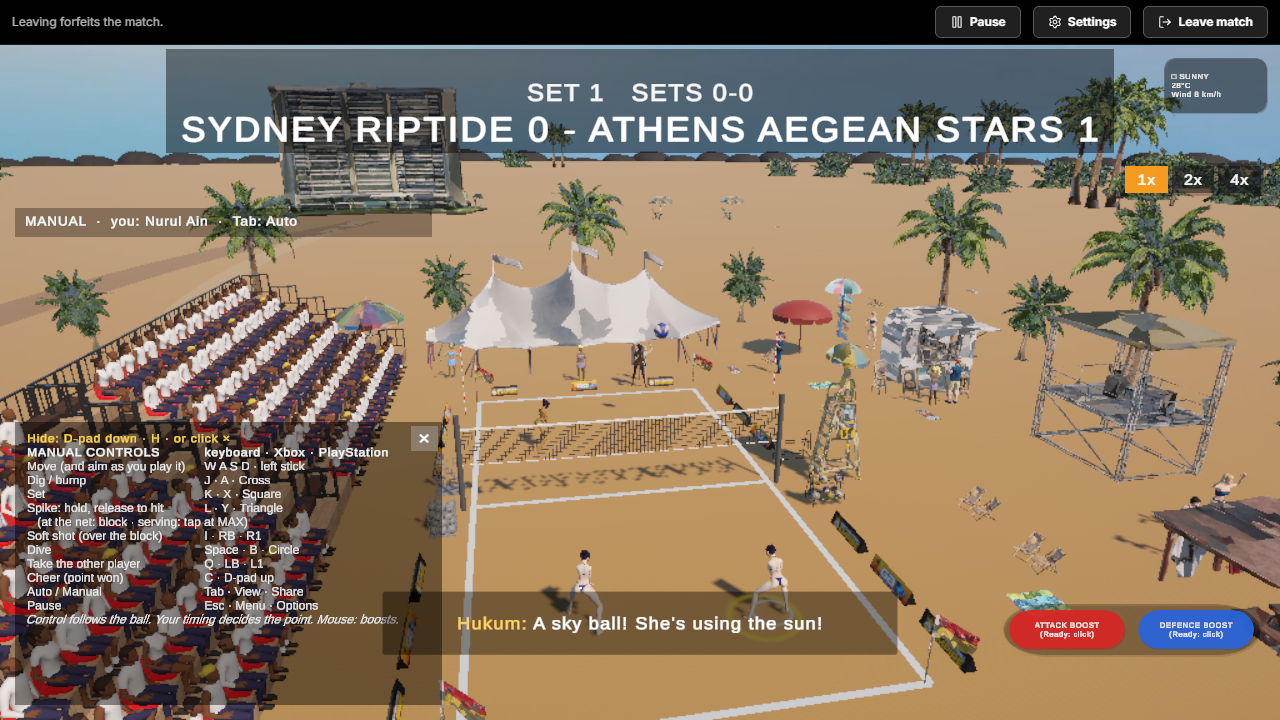 Leaving forfeits the match.
Pause
Settings
Leave match
SET 1 SETS 0-0
SYDNEY RIPTIDE 0 - ATHENS AEGEAN STARS 1
SUNNY
28°C
Wind 8 km/h
1x 2x 4x
MANUAL · you: Nurul Ain · Tab: Auto
Hide: D-pad down · H · or click ×
MANUAL CONTROLS keyboard · Xbox · PlayStation
Move (and aim as you play it) W A S D · left stick
Dig / bump J · A · Cross
Set K · X · Square
Spike: hold, release to hit L · Y · Triangle
(at the net: block · serving: tap at MAX)
Soft shot (over the block) I · RB · R1
Dive Space · B · Circle
Take the other player Q · LB · L1
Cheer (point won) C · D-pad up
Auto / Manual Tab · View · Share
Pause Esc · Menu · Options
Control follows the ball. Your timing decides the point. Mouse: boosts.
Hukum: A sky ball! She's using the sun!
ATTACK BOOST
(Ready: click)
DEFENCE BOOST
(Ready: click)